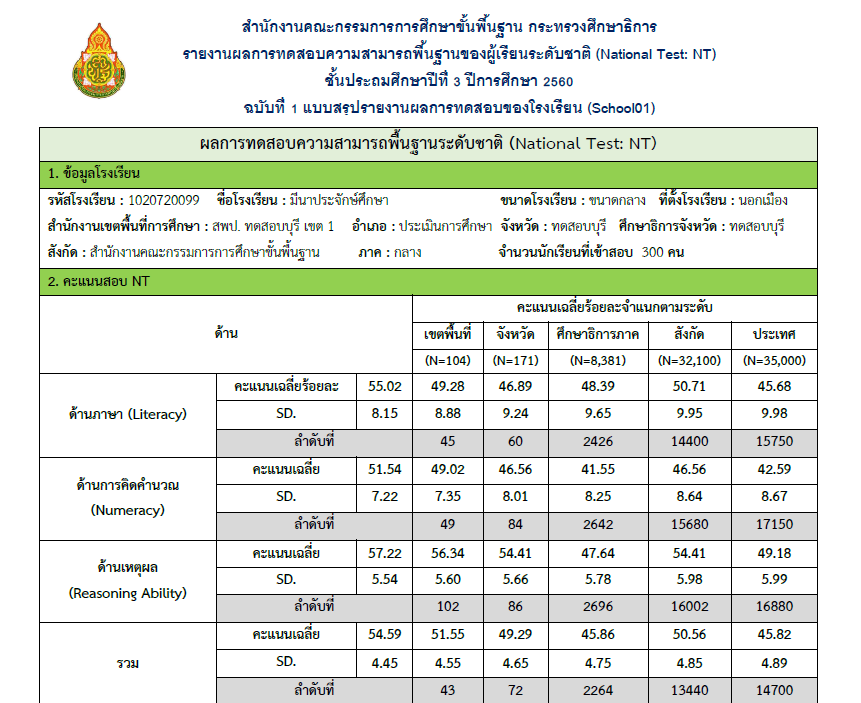 สำนักงานคณะกรรมการการศึกษาขั้นพื้นฐาน กระทรวงศึกษาธิการ
รายงานผลการทดสอบความสามารถพื้นฐานของผู้เรียนระดับชาติ (National Test: NT)
ชั้นประถมศึกษาปีที่ 3 ปีการศึกษา 2560
ฉบับที่ 1 แบบสรุปรายงานผลการทดสอบของโรงเรียน (School01)
ผลการทดสอบความสามารถพื้นฐานระดับชาติ (National Test: NT)
1. ข้อมูลโรงเรียน
รหัสโรงเรียน : 1020720099 ชื่อโรงเรียน : มีนาประจักษ์ศึกษา ขนาดโรงเรียน : ขนาดกลาง ที่ตั้งโรงเรียน : นอกเมือง
สำนักงานเขตพื้นที่การศึกษา : สพป. ทดสอบบุรี เขต 1 อำเภอ : ประเมินการศึกษา จังหวัด : ทดสอบบุรี ศึกษาธิการจังหวัด : ทดสอบบุรี
สังกัด : สำนักงานคณะกรรมการการศึกษาขั้นพื้นฐาน ภาค : กลาง จำนวนนักเรียนที่เข้าสอบ 300 คน
2. คะแนนสอบ NT
ด้าน คะแนนเฉลี่ยร้อยละจำแนกตามระดับ
เขตพื้นที่ จังหวัด ศึกษาธิการภาค สังกัด ประเทศ
(N=104) (N=171) (N=8,381) (N=32,100) (N=35,000)
ด้านภาษา (Literacy) คะแนนเฉลี่ยร้อยละ 55.02 49.28 46.89 48.39 50.71 45.68
SD. 8.15 8.88 9.24 9.65 9.95 9.98
ลำดับที่ 45 60 2426 14400 15750
ด้านการคิดคำนวณ (Numeracy) คะแนนเฉลี่ย 51.54 49.02 46.56 41.55 46.56 42.59
SD. 7.22 7.35 8.01 8.25 8.64 8.67
ลำดับที่ 49 84 2642 15680 17150
ด้านเหตุผล (Reasoning Ability) คะแนนเฉลี่ย 57.22 56.34 54.41 47.64 54.41 49.18
SD. 5.54 5.60 5.66 5.78 5.98 5.99
ลำดับที่ 102 86 2696 16002 16880
รวม คะแนนเฉลี่ย 54.59 51.55 49.29 45.86 50.56 45.82
SD. 4.45 4.55 4.65 4.75 4.85 4.89
ลำดับที่ 43 72 2264 13440 14700